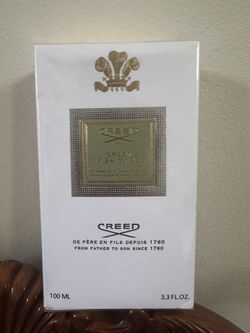 CREED
CREED
DE PÈRE EN FILS DEPUIS 1760
FROM FATHER TO SON SINCE 1760
100 ML
3.3 FL.OZ.